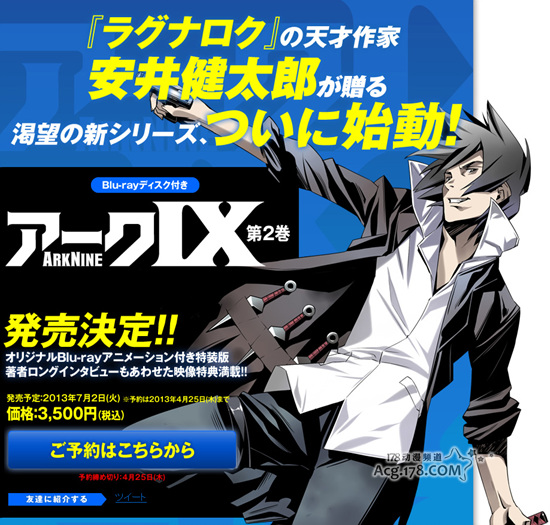 『ラグナロク』の天才作家
安井健太郎が贈る
渇望の新シリーズ、ついに始動!
Blu-rayディスク付き
アークIX 第2巻
ARKNINE
発売決定!!
オリジナルBlu-rayアニメーション付き特装版
著者ロングインタビューもあわせた映像特典満載!!
発売予定:2013年7月2日(火) ※予約は2013年4月25日(木)まで
価格:3,500円(税込)
ご予約はこちらから
予約締め切り:4月25日(木)
友達に紹介する ツイート
178动漫频道
Acg.178.COM